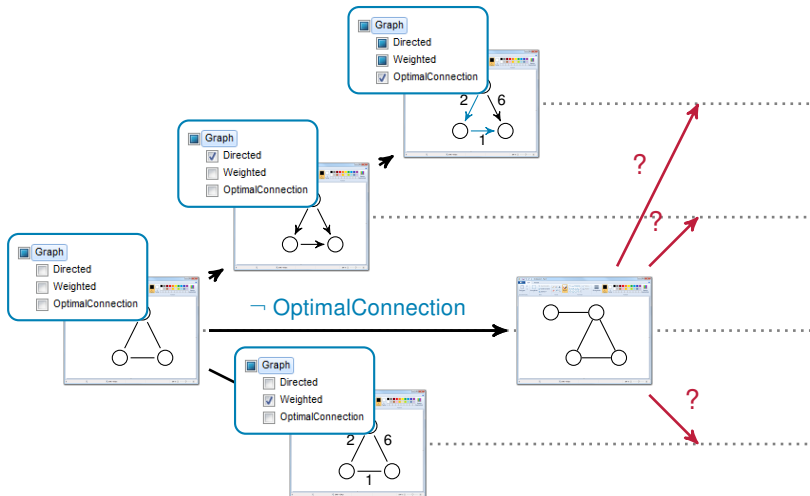 Graph
Directed
Weighted
OptimalConnection
2
6
1
?
Graph
Directed
Weighted
OptimalConnection
?
Graph
Directed
Weighted
OptimalConnection
¬ OptimalConnection
Graph
Directed
Weighted
OptimalConnection
?
2
6
1